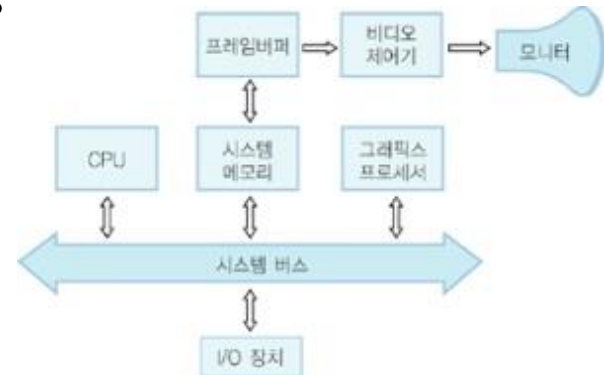 프레임버퍼
비디오
제어기
모니터
CPU
시스템
메모리
그래픽스
프로세서
시스템 버스
I/O 장치